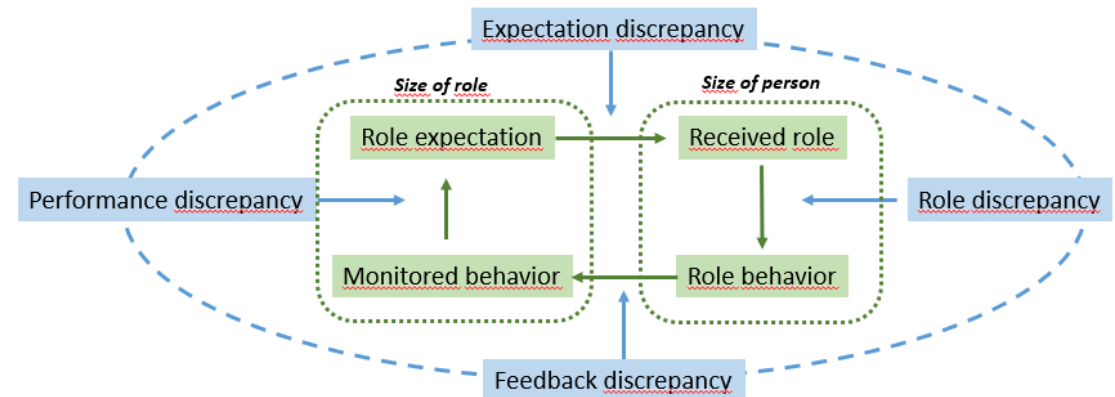 Expectation discrepancy
Size of role
Size of person
Role expectation
Received role
Performance discrepancy
Role discrepancy
Monitored behavior
Role behavior
Feedback discrepancy